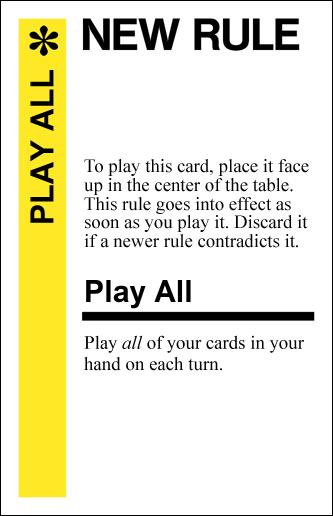 NEW RULE
PLAY ALL *
To play this card, place it face
up in the center of the table.
This rule goes into effect as
soon as you play it. Discard it
if a newer rule contradicts it.
Play All
Play all of your cards in your
hand on each turn.